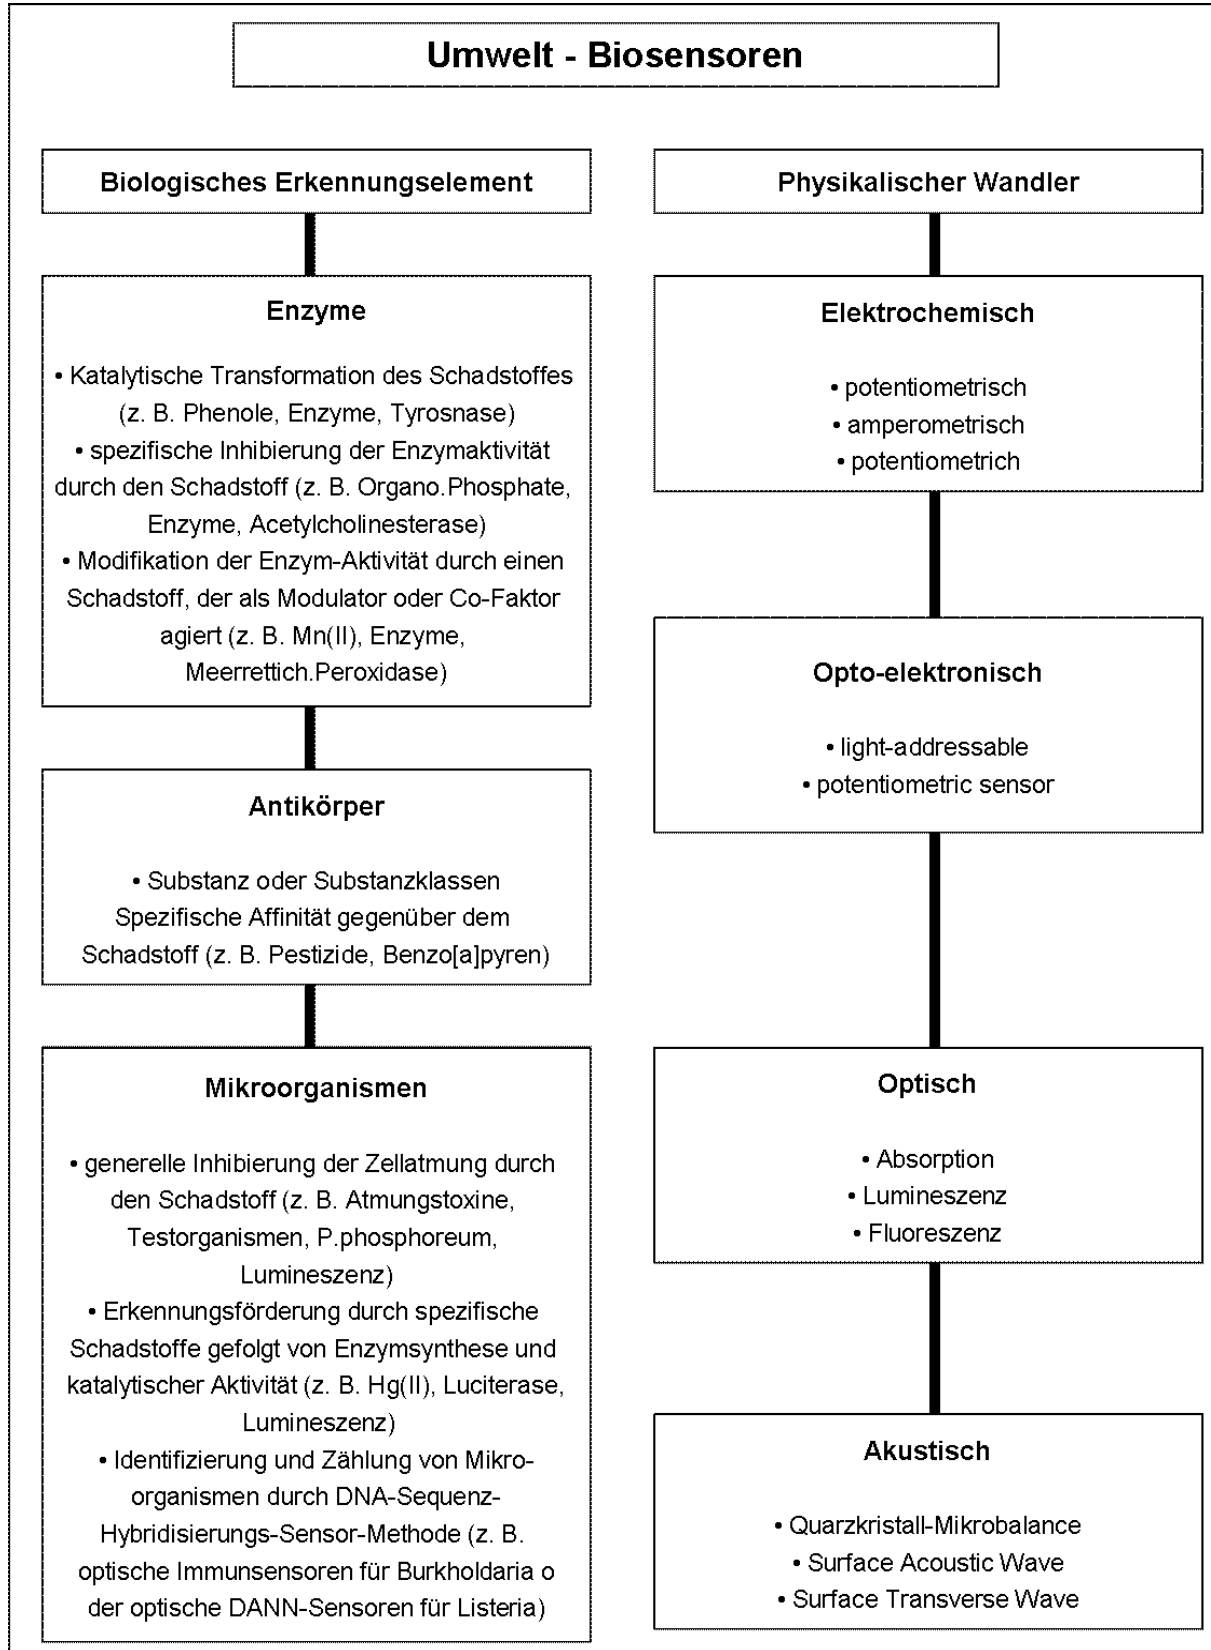 Umwelt - Biosensoren
Biologisches Erkennungselement
Enzyme
• Katalytische Transformation des Schadstoffes
(z. B. Phenole, Enzyme, Tyrosnase)
• spezifische Inhibierung der Enzymaktivität
durch den Schadstoff (z. B. Organo.Phosphate,
Enzyme, Acetylcholinesterase)
• Modifikation der Enzym-Aktivität durch einen
Schadstoff, der als Modulator oder Co-Faktor
agiert (z. B. Mn(II), Enzyme,
Meerrettich.Peroxidase)
Antikörper
• Substanz oder Substanzklassen
Spezifische Affinität gegenüber dem
Schadstoff (z. B. Pestizide, Benzo[a]pyren)
Mikroorganismen
• generelle Inhibierung der Zellatmung durch
den Schadstoff (z. B. Atmungstoxine,
Testorganismen, P.phosphoreum,
Lumineszenz)
• Erkennungsförderung durch spezifische
Schadstoffe gefolgt von Enzymsynthese und
katalytischer Aktivität (z. B. Hg(II), Luciterase,
Lumineszenz)
• Identifizierung und Zählung von Mikro-
organismen durch DNA-Sequenz-
Hybridisierungs-Sensor-Methode (z. B.
optische Immunsensoren für Burkholdaria o
der optische DANN-Sensoren für Listeria)
Physikalischer Wandler
Elektrochemisch
• potentiometrisch
• amperometrisch
• potentiometrich
Opto-elektronisch
• light-addressable
• potentiometric sensor
Optisch
• Absorption
• Lumineszenz
• Fluoreszenz
Akustisch
• Quarzkristall-Mikrobalance
• Surface Acoustic Wave
• Surface Transverse Wave